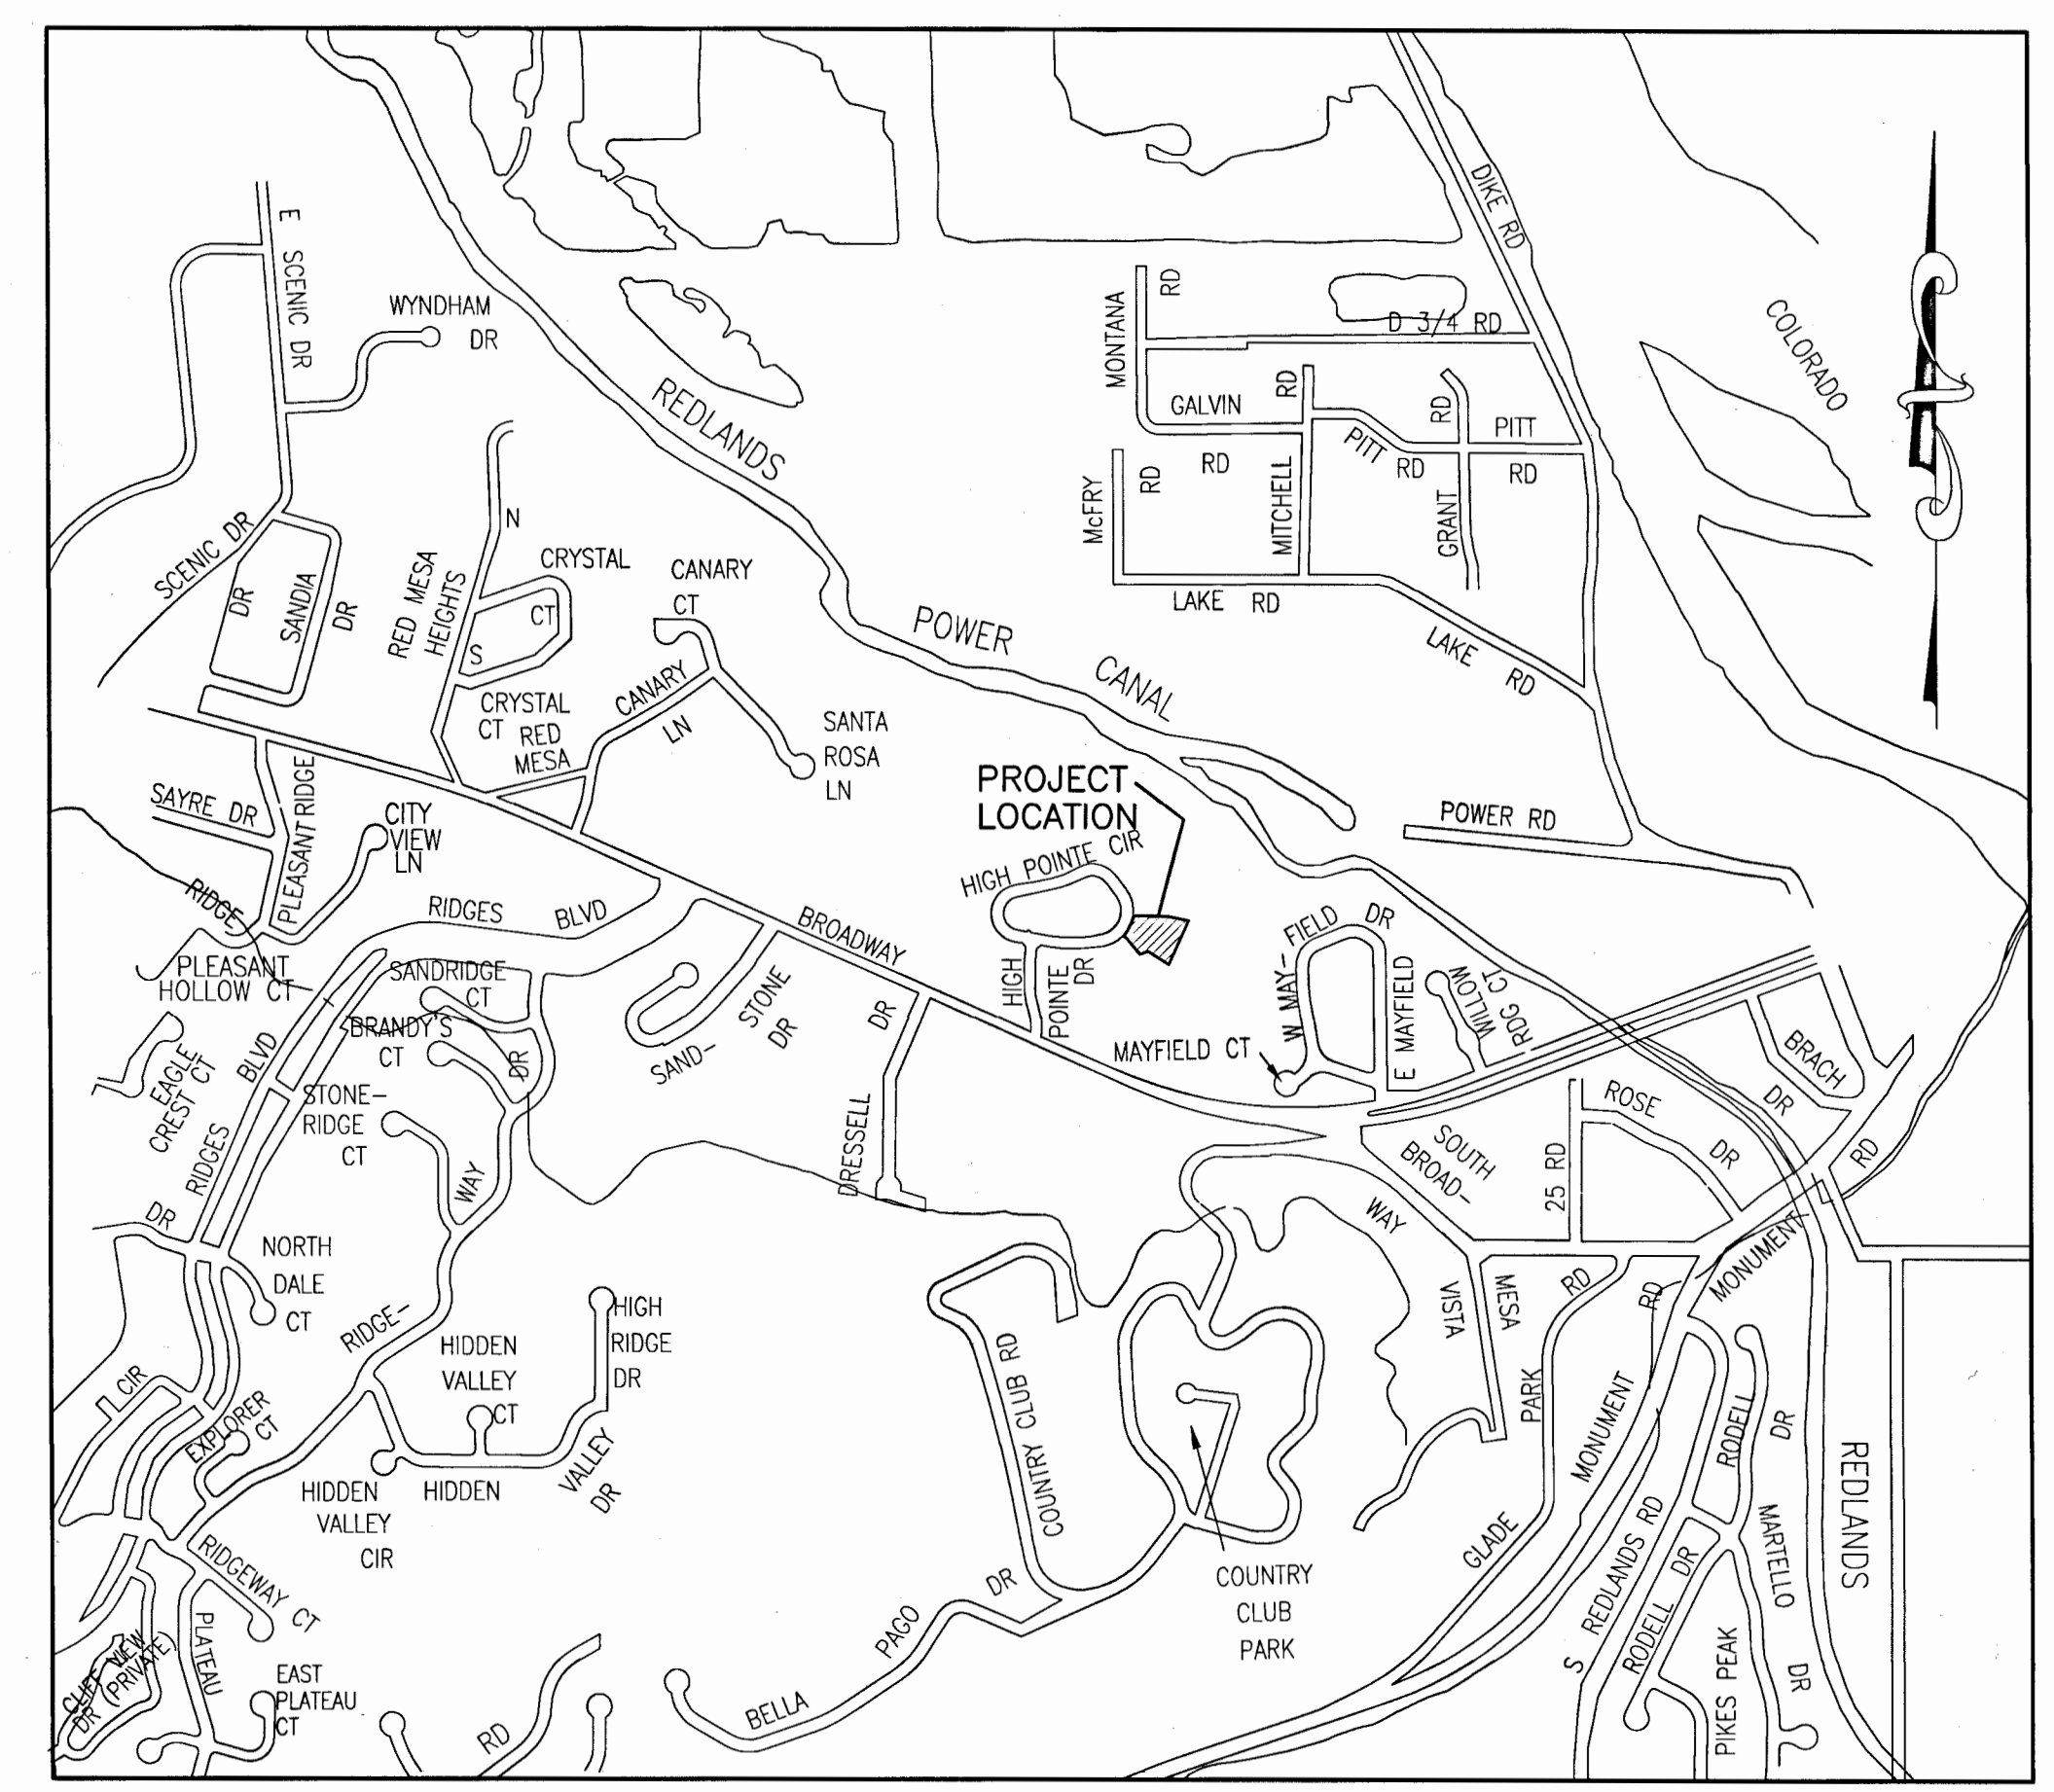 E SCENIC DR
WYNDHAM
DR
DIKE RD
COLORADO
MONTANA
RD
D 3/4 RD
GALVIN
RD
RD
PITT RD
RD
PITT
RD
McFRY
RD
MITCHELL
GRANT
LAKE RD
LAKE
RD
REDLANDS
POWER
CANAL
SCENIC DR
DR
SANDIA
DR
N
RED MESA
HEIGHTS
CRYSTAL
CT
S
CRYSTAL
CT
RED
MESA
CANARY
CT
CANARY
LN
SANTA
ROSA
LN
PROJECT
LOCATION
POWER RD
HIGH POINTE CIR
HIGH
POINTE
DR
SAYRE DR
PLEASANT RIDGE
CITY
VIEW
LN
RIDGE
PLEASANT
HOLLOW CT
RIDGES
BLVD
BROADWAY
SANDRIDGE
CT
BRANDY'S
CT
DR
STONE
DR
SAND-
DR
DRESSELL
W MAY-
FIELD
DR
E MAYFIELD
MAYFIELD CT
WILLOW
RDG CT
BRACH
DR
ROSE
DR
25 RD
SOUTH
BROAD-
WAY
RD
EAGLE
CREST CT
BLVD
RIDGES
STONE-
RIDGE
CT
WAY
DR
NORTH
DALE
CT
RIDGE-
CIR
EXPLORER
CT
HIDDEN
VALLEY
CT
HIGH
RIDGE
DR
HIDDEN
VALLEY
CIR
HIDDEN
VALLEY
DR
COUNTRY CLUB RD
COUNTRY
CLUB
PARK
VISTA
MESA
RD
PARK
GLADE
RD
MONUMENT
MONUMENT
RODELL
DR
REDLANDS
S
REDLANDS RD
RODELL DR
MARTELLO
DR
PIKES PEAK
RIDGEWAY CT
PLATEAU
CLIFF VIEW
DR
(PRIVATE)
EAST
PLATEAU
CT
RD
BELLA
PAGO
DR